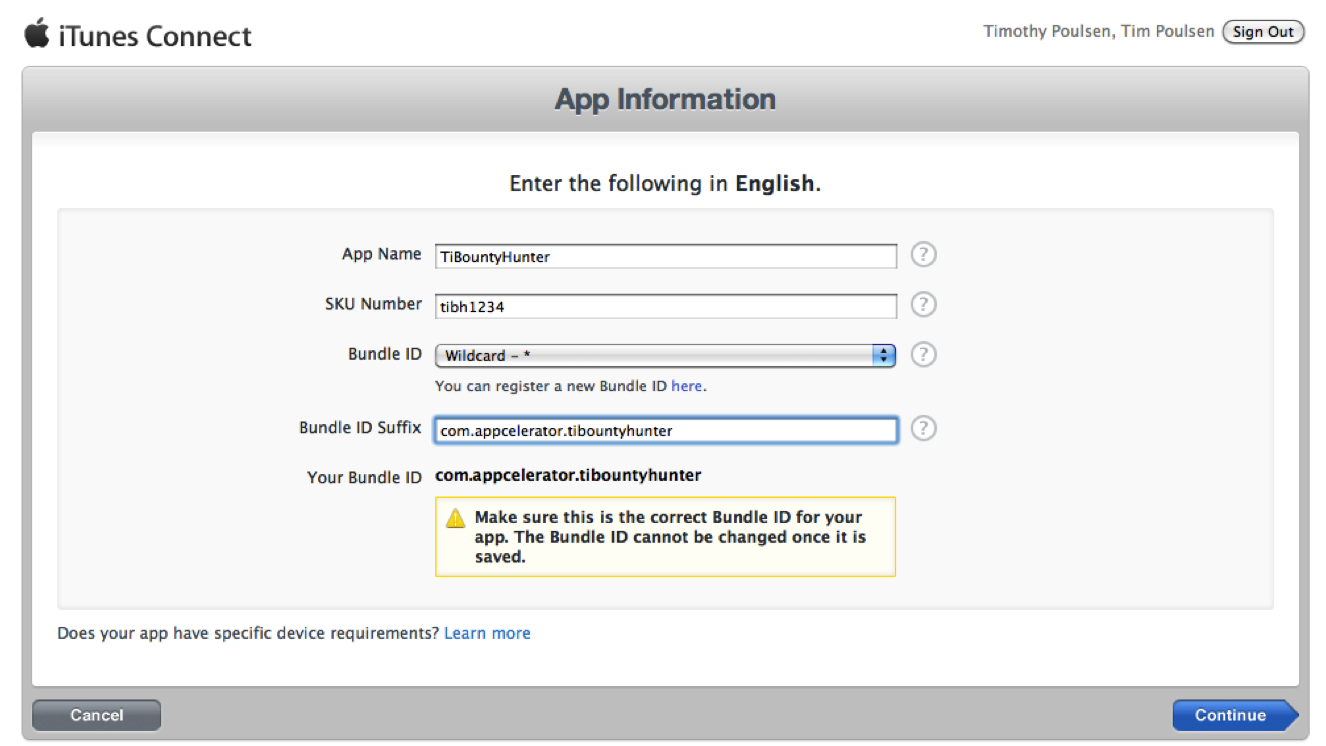 iTunes Connect
Timothy Poulsen, Tim Poulsen Sign Out
App Information
Enter the following in English.
App Name TiBountyHunter ?
SKU Number tibh1234 ?
Bundle ID Wildcard – * ?
You can register a new Bundle ID here.
Bundle ID Suffix com.appcelerator.tibountyhunter ?
Your Bundle ID com.appcelerator.tibountyhunter
Make sure this is the correct Bundle ID for your
app. The Bundle ID cannot be changed once it is
saved.
Does your app have specific device requirements? Learn more
Cancel
Continue